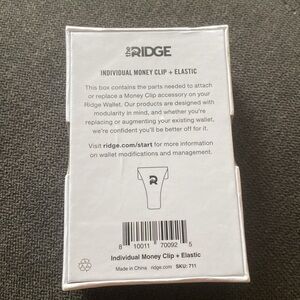 the RIDGE
INDIVIDUAL MONEY CLIP + ELASTIC
This box contains the parts needed to attach
or replace a Money Clip accessory on your
Ridge Wallet. Our products are designed with
modularity in mind, and whether you're
replacing or augmenting your existing wallet,
we're confident you'll be better off for it.
Visit ridge.com/start for more information
on wallet modifications and management.
R
8 10011 70092 5
Individual Money Clip + Elastic
Made in China ridge.com SKU: 711